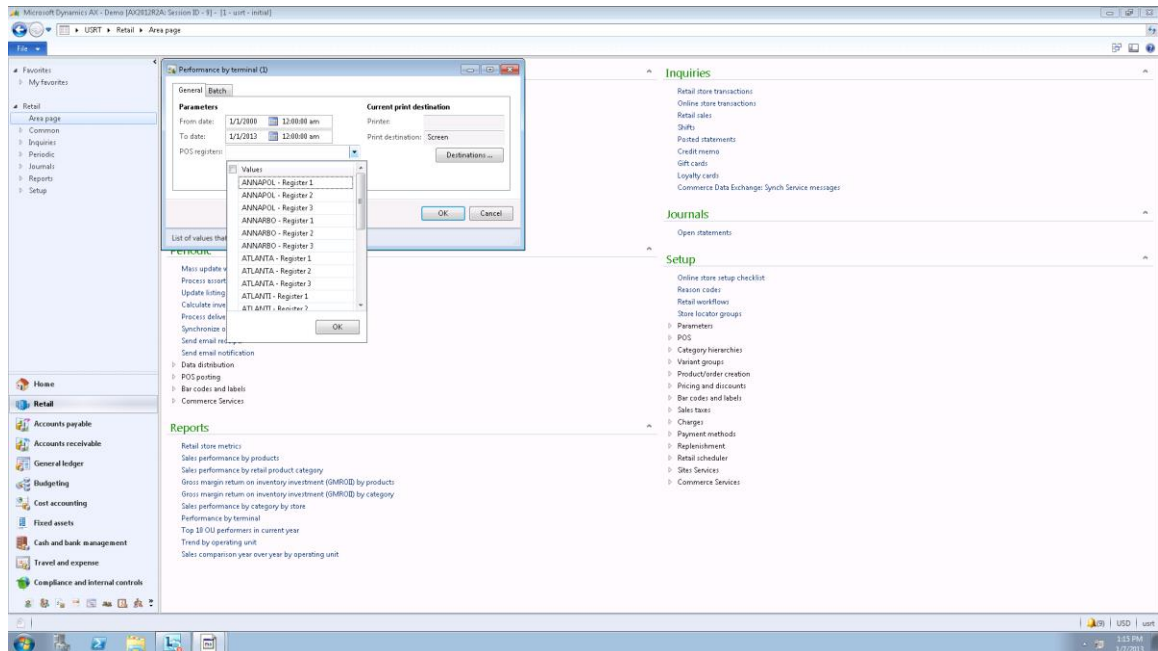 Microsoft Dynamics AX - Demo [AX2012R2A: Session ID - 9] - [1 - usrt - initial]
USRT Retail Area page
File
Favorites
My favorites
Retail
Area page
Common
Inquiries
Periodic
Journals
Reports
Setup
Home
Retail
Accounts payable
Accounts receivable
General ledger
Budgeting
Cost accounting
Fixed assets
Cash and bank management
Travel and expense
Compliance and internal controls
Performance by terminal (1)
General Batch
Parameters
From date: 1/1/2000 12:00:00 am
To date: 1/1/2013 12:00:00 am
POS registers:
Current print destination
Printer:
Print destination: Screen
Destinations ...
Values
ANNAPOL - Register 1
ANNAPOL - Register 2
ANNAPOL - Register 3
ANNARBO - Register 1
ANNARBO - Register 2
ANNARBO - Register 3
ATLANTA - Register 1
ATLANTA - Register 2
ATLANTA - Register 3
ATLANTI - Register 1
ATLANTI - Register 2
OK
OK Cancel
List of values
Periodic
Mass update
Process
Update listing
Calculate
Process
Synchronize
Send email
Send email notification
Data distribution
POS posting
Bar codes and labels
Commerce Services
Reports
Retail store metrics
Sales performance by products
Sales performance by retail product category
Gross margin return on inventory investment (GMROII) by products
Gross margin return on inventory investment (GMROII) by category
Sales performance by category by store
Performance by terminal
Top 10 OU performers in current year
Trend by operating unit
Sales comparison year over year by operating unit
Inquiries
Retail store transactions
Online store transactions
Retail sales
Shifts
Posted statements
Credit memo
Gift cards
Loyalty cards
Commerce Data Exchange: Synch Service messages
Journals
Open statements
Setup
Online store setup checklist
Reason codes
Retail workflows
Store locator groups
Parameters
POS
Category hierarchies
Variant groups
Product/order creation
Pricing and discounts
Bar codes and labels
Sales taxes
Charges
Payment methods
Replenishment
Retail scheduler
Sites Services
Commerce Services
(9) USD usrt
1:15 PM
1/7/2013